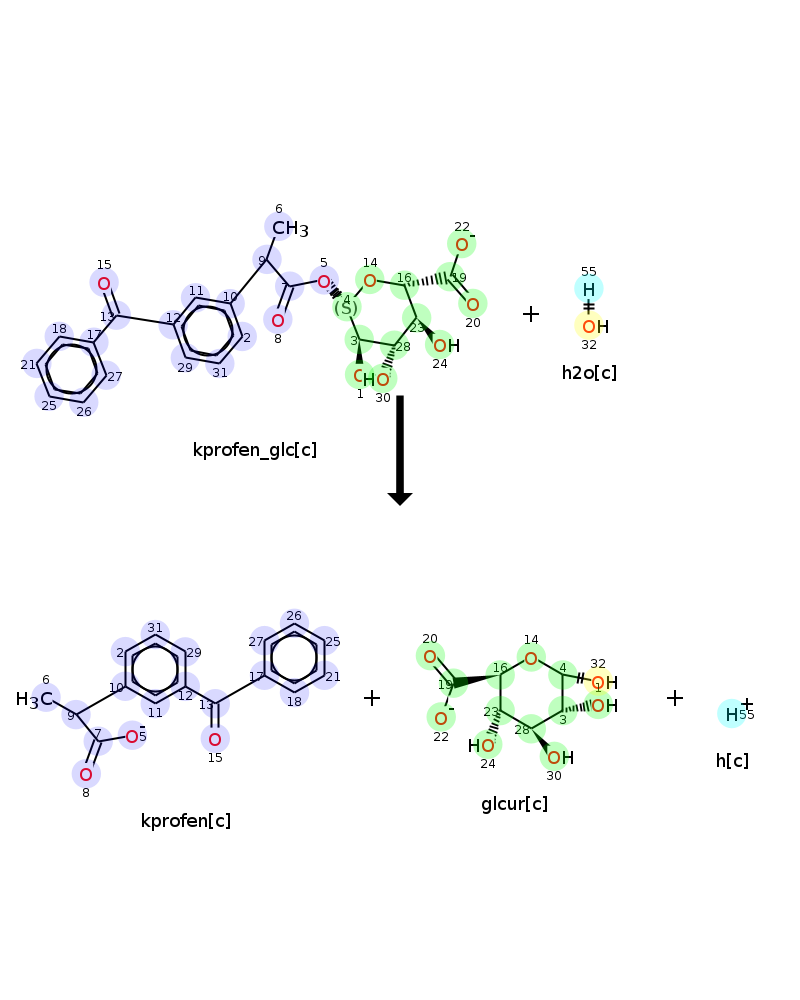 6
CH3
22
O-
9
5
14
15
7
O
O
16
19
55
O
11
10
4
(S)
O
H
13
O
20
18
12
2
23
OH
OH
17
8
3
28
24
32
21
29
31
O
HO
h2o[c]
27
1
30
25
26
+
kprofen_glc[c]
26
31
27
25
20
14
2
29
O
O
4
32
6
17
21
16
OH
H3C
10
12
18
19
1
OH
9
11
13
O-
23
3
+
H+
55
7
O-
5
O
22
HO
28
+
15
24
OH
h[c]
O
30
8
glcur[c]
kprofen[c]